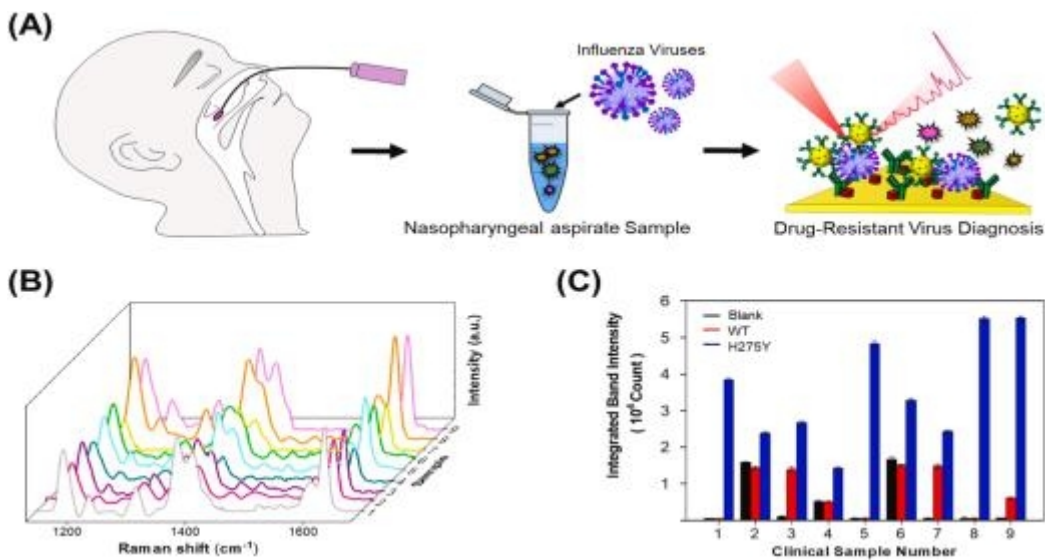 (A)
Influenza Viruses
Nasopharyngeal aspirate Sample
Drug-Resistant Virus Diagnosis
(B)
Intensity (a.u.)
1200
1400
1600
Raman shift (cm⁻¹)
(C)
Integrated Band Intensity
( 10⁶Count )
6
5
4
3
2
1
Blank
WT
H275Y
1 2 3 4 5 6 7 8 9
Clinical Sample Number